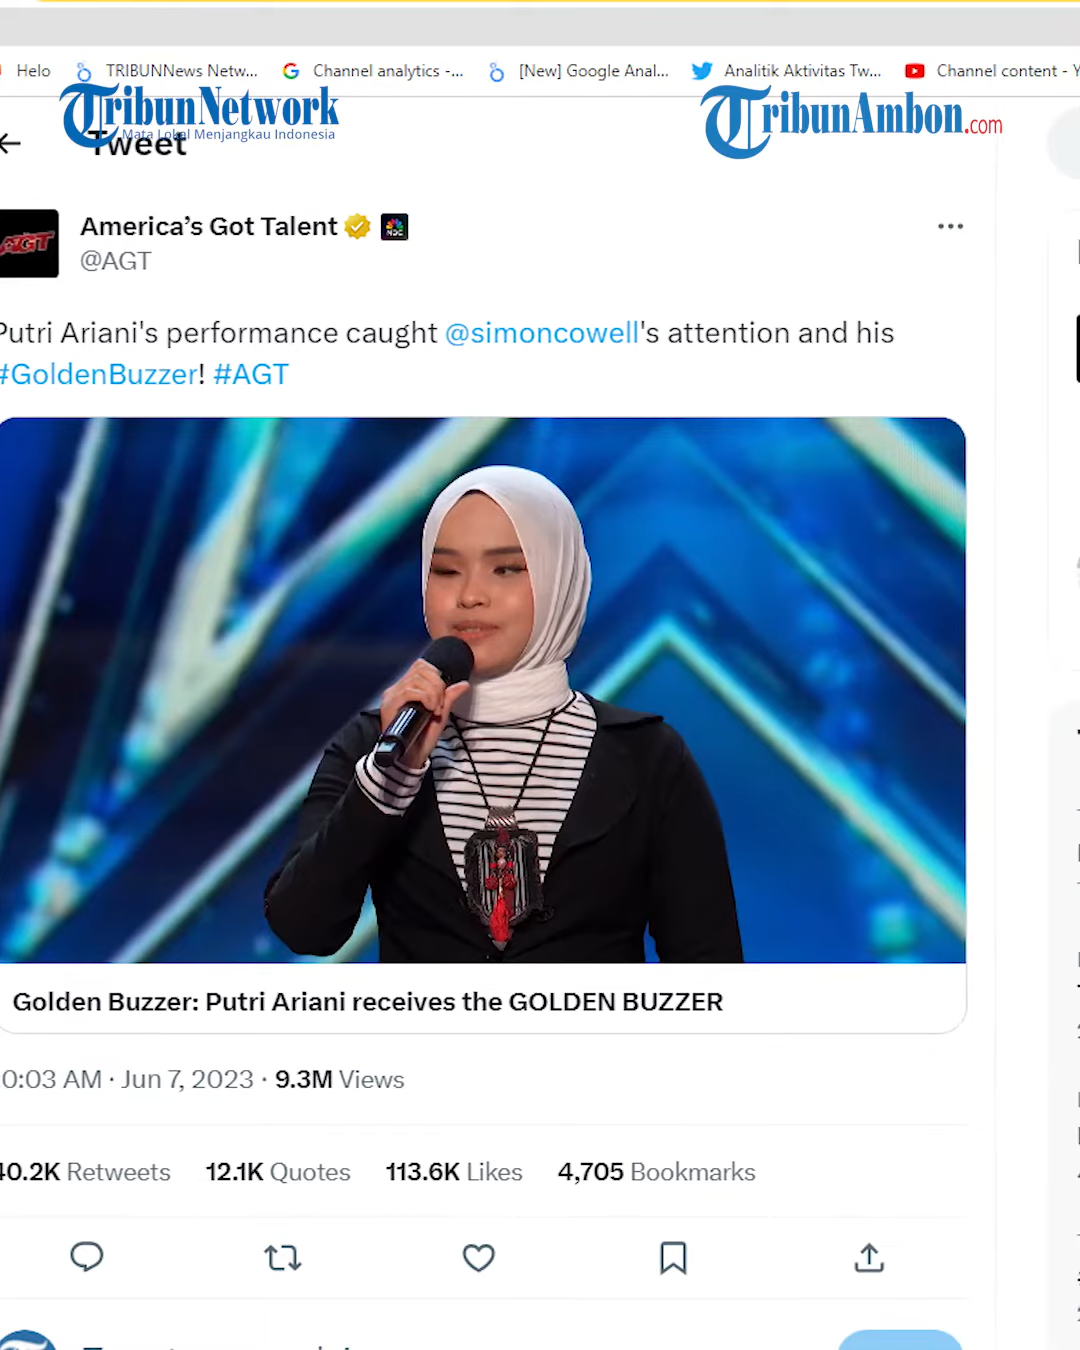 Helo TRIBUNNews Netw... Channel analytics -... [New] Google Anal... Analitik Aktivitas Tw... Channel content - Y
TribunNetwork
Mata Lokal Menjangkau Indonesia
TribunAmbon.com
Tweet
AGT
America's Got Talent
NBC
@AGT
Putri Ariani's performance caught @simoncowell's attention and his
#GoldenBuzzer! #AGT
Golden Buzzer: Putri Ariani receives the GOLDEN BUZZER
0:03 AM · Jun 7, 2023 · 9.3M Views
40.2K Retweets 12.1K Quotes 113.6K Likes 4,705 Bookmarks